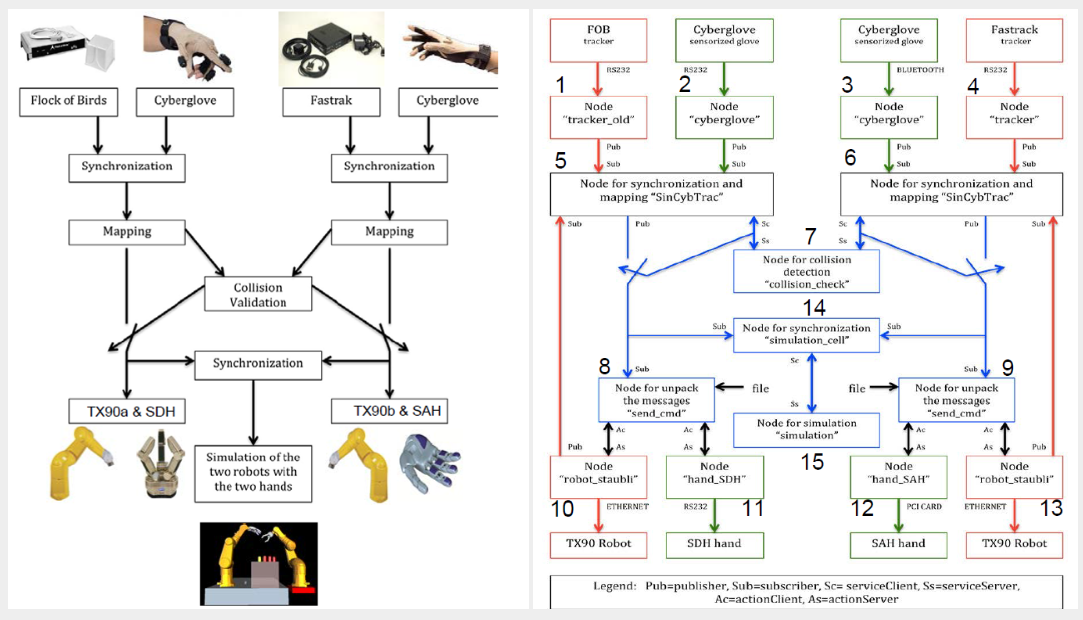 Flock of Birds
Cyberglove
Fastrak
Cyberglove
Synchronization
Synchronization
Mapping
Mapping
Collision
Validation
Synchronization
TX90a & SDH
TX90b & SAH
Simulation of the
two robots with
the two hands
FOB
tracker
Cyberglove
sensorized glove
Cyberglove
sensorized glove
Fastrack
tracker
RS232
RS232
BLUETOOTH
RS232
1
2
3
4
Node
"tracker_old"
Node
"cyberglove"
Node
"cyberglove"
Node
"tracker"
Pub
Pub
Pub
Pub
5
6
Sub
Sub
Sub
Sub
Node for synchronization and
mapping "SinCybTrac"
Node for synchronization and
mapping "SinCybTrac"
Sub
Pub
Sc
Sc
Pub
Sub
7
Ss
Ss
Node for collision
detection
"collision_check"
14
Sub
Sub
Node for synchronization
"simulation_cell"
Sc
8
9
Sub
Sub
Node for unpack
the messages
"send_cmd"
file
file
Node for unpack
the messages
"send_cmd"
Ss
Node for simulation
"simulation"
15
Ac
Ac
Ac
Ac
Pub
As
As
As
As
Pub
Node
"robot_staubli"
Node
"hand_SDH"
Node
"hand_SAH"
Node
"robot_staubli"
10
ETHERNET
RS232
11
12
PCI CARD
ETHERNET
13
TX90 Robot
SDH hand
SAH hand
TX90 Robot
Legend: Pub=publisher, Sub=subscriber, Sc= serviceClient, Ss=serviceServer,
Ac=actionClient, As=actionServer